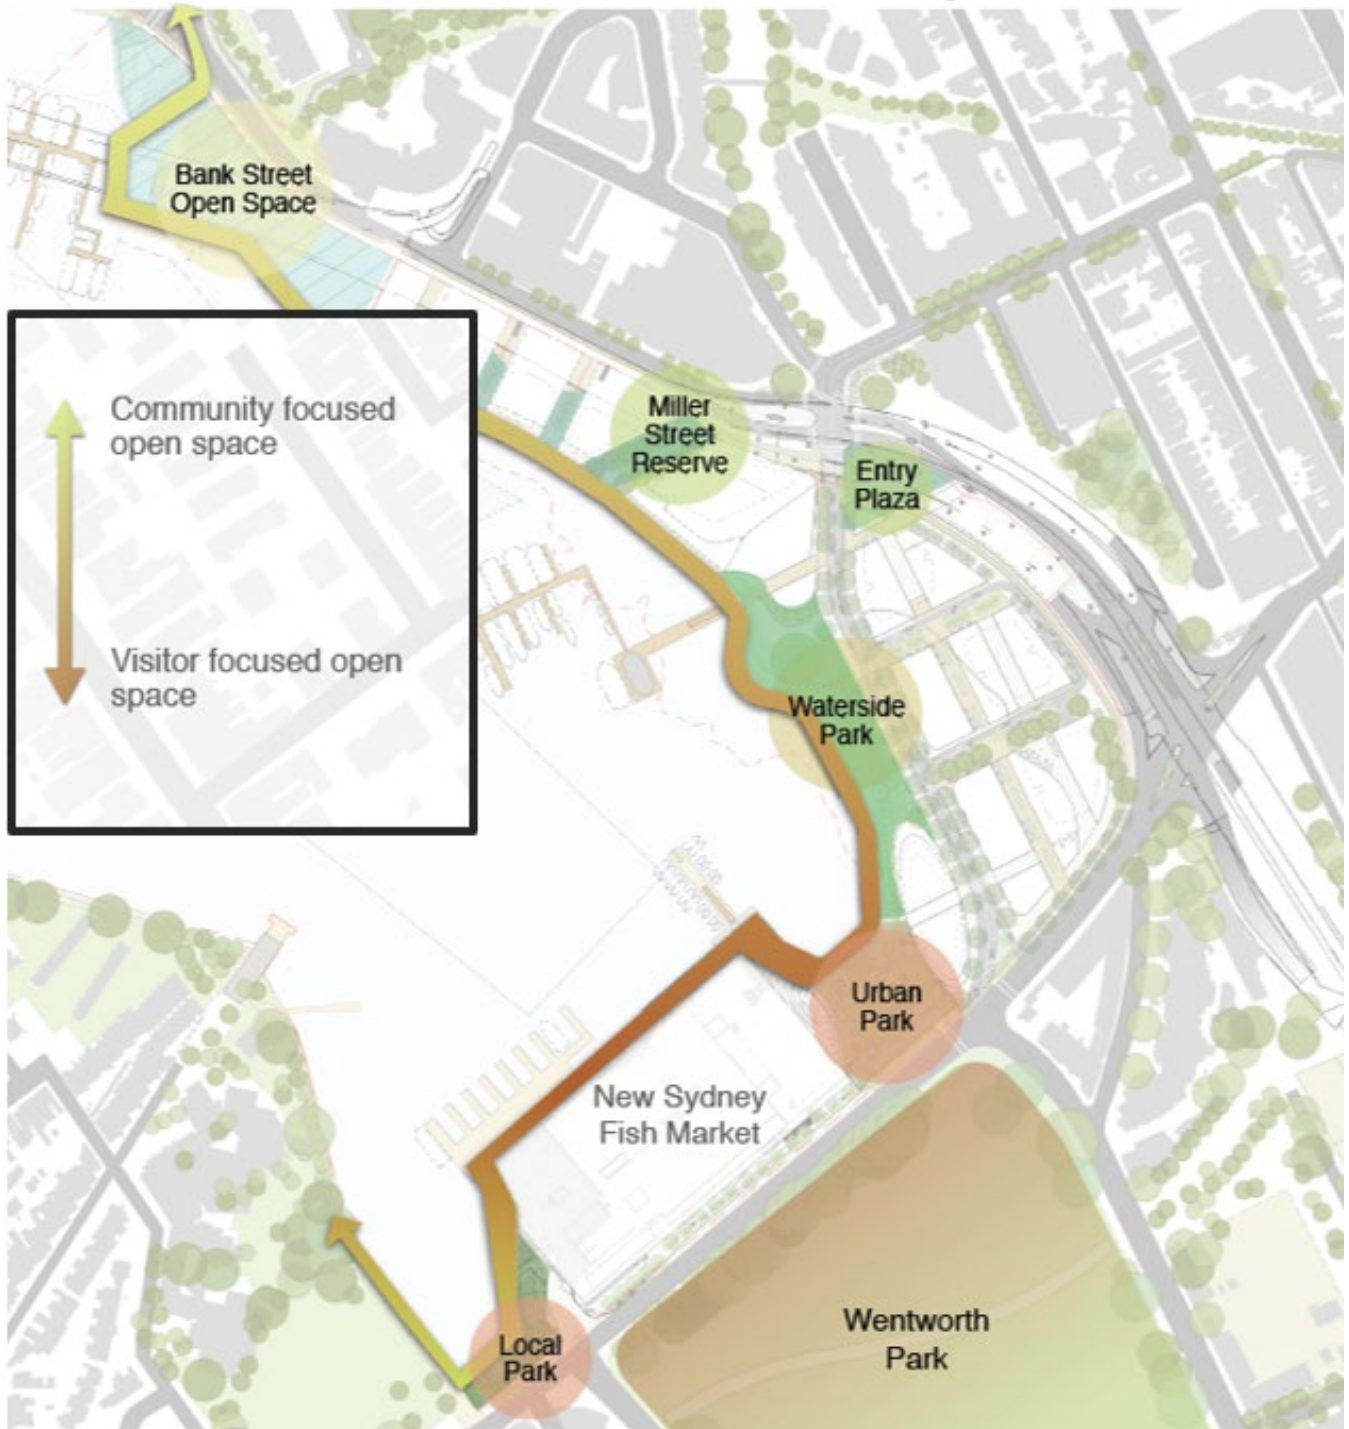 Bank Street
Open Space
Community focused
open space
Visitor focused open
space
Miller
Street
Reserve
Entry
Plaza
Waterside
Park
Urban
Park
New Sydney
Fish Market
Local
Park
Wentworth
Park